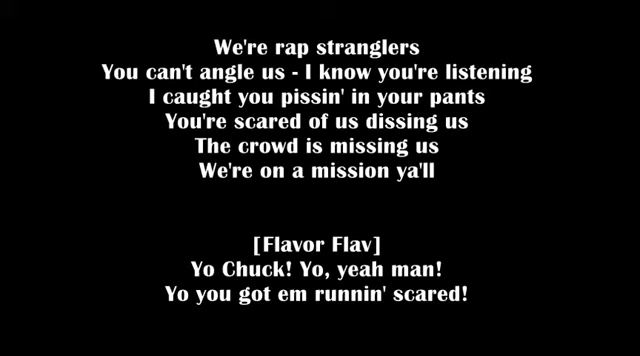 We're rap stranglers
You can't angle us - I know you're listening
I caught you pissin' in your pants
You're scared of us dissing us
The crowd is missing us
We're on a mission ya'll
[Flavor Flav]
Yo Chuck! Yo, yeah man!
Yo you got em runnin' scared!